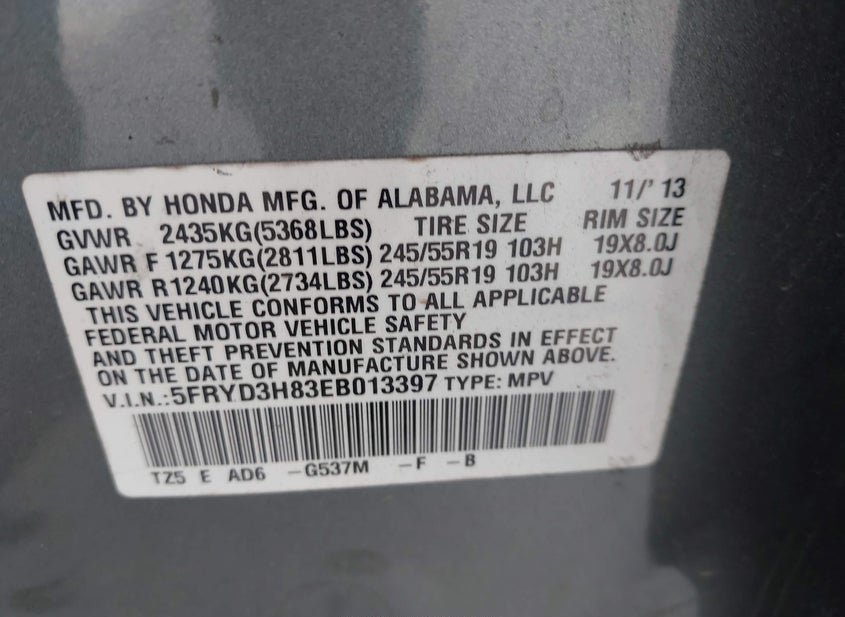 MFD. BY HONDA MFG. OF ALABAMA, LLC 11/' 13
GVWR 2435KG(5368LBS) TIRE SIZE RIM SIZE
GAWR F 1275KG(2811LBS) 245/55R19 103H 19X8.0J
GAWR R1240KG(2734LBS) 245/55R19 103H 19X8.0J
THIS VEHICLE CONFORMS TO ALL APPLICABLE
FEDERAL MOTOR VEHICLE SAFETY
AND THEFT PREVENTION STANDARDS IN EFFECT
ON THE DATE OF MANUFACTURE SHOWN ABOVE.
V.I.N.:5FRYD3H83EB013397 TYPE: MPV
TZ5 E AD6 -G537M -F -B